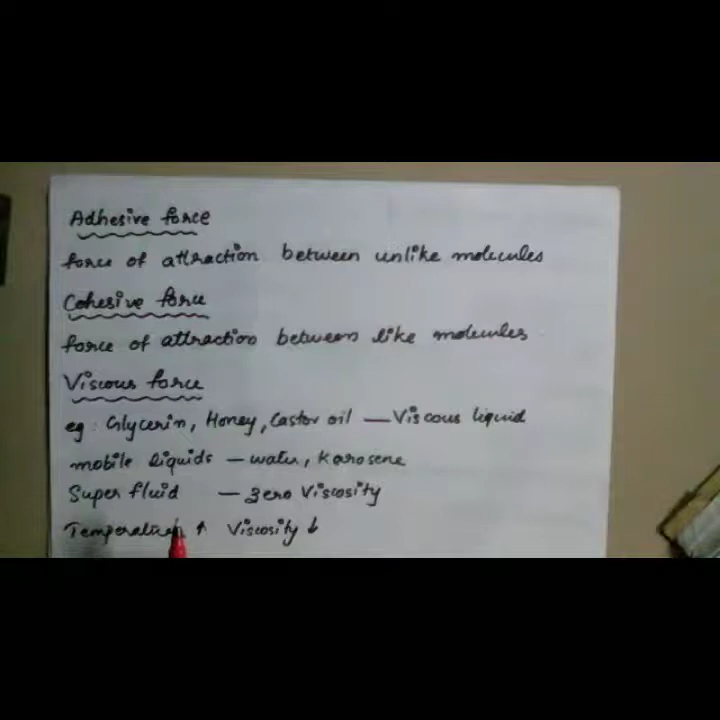 Adhesive force
force of attraction between unlike molecules
Cohesive force
force of attraction between like molecules
Viscous force
eg : Glycerin, Honey, Castor oil — Viscous liquid
mobile liquids — water, Karosene
Super fluid — zero Viscosity
Temperature ↑ Viscosity ↓